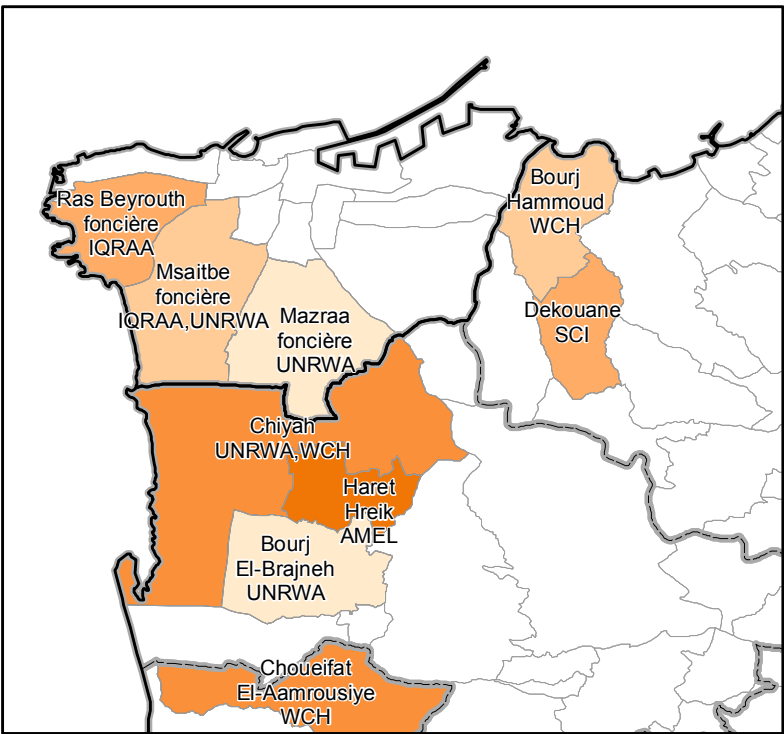 Ras Beyrouth
foncière
IQRAA
Msaitbe
foncière
IQRAA,UNRWA
Mazraa
foncière
UNRWA
Bourj
Hammoud
WCH
Dekouane
SCI
Chiyah
UNRWA,WCH
Haret
Hreik
AMEL
Bourj
El-Brajneh
UNRWA
Choueifat
El-Aamrousiye
WCH